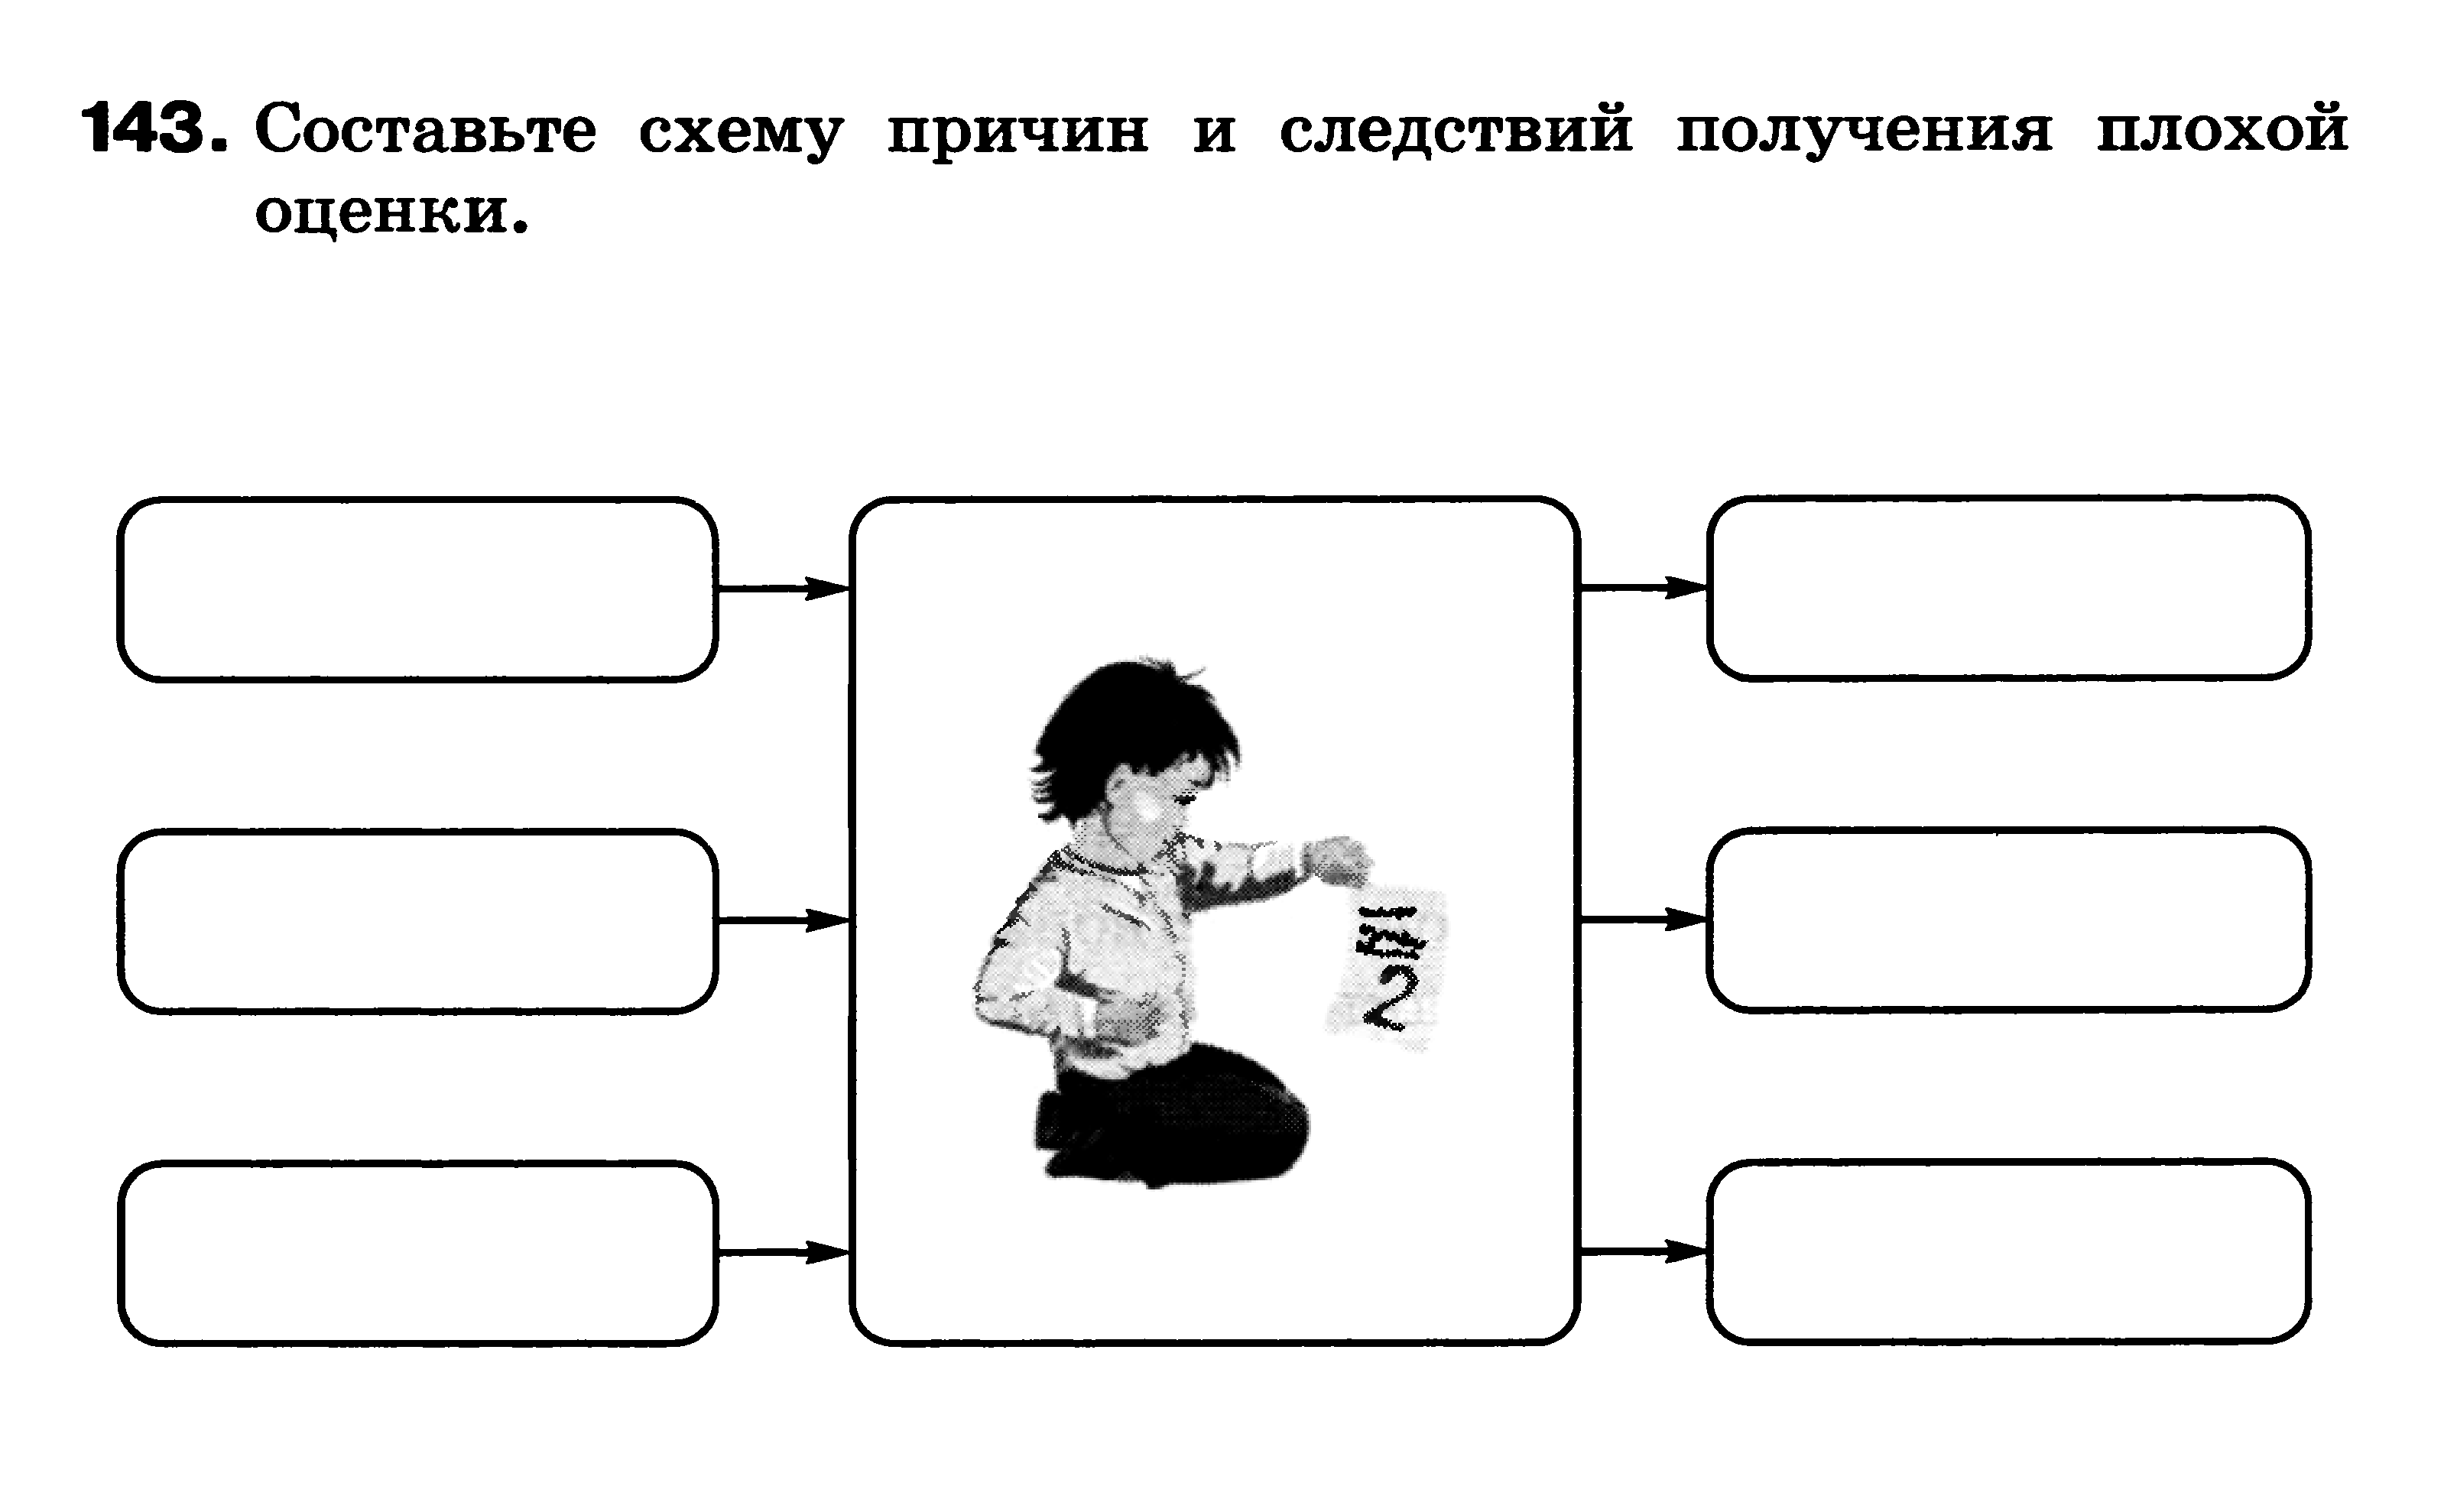 143. Составьте схему причин и следствий получения плохой
оценки.
2